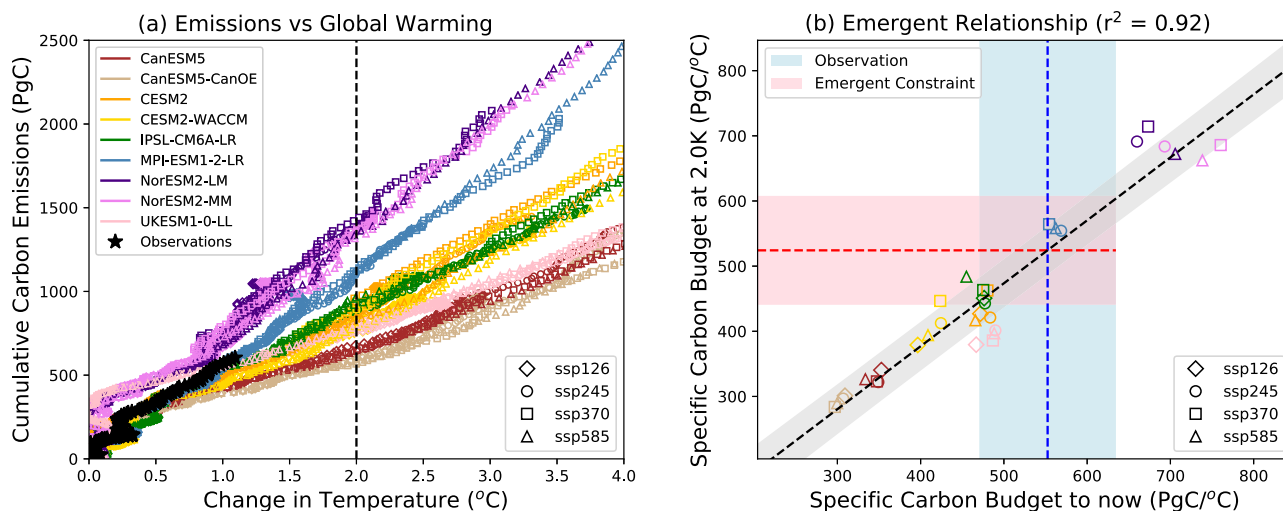 (a) Emissions vs Global Warming
Cumulative Carbon Emissions (PgC)
2500
2000
1500
1000
500
0
CanESM5
CanESM5-CanOE
CESM2
CESM2-WACCM
IPSL-CM6A-LR
MPI-ESM1-2-LR
NorESM2-LM
NorESM2-MM
UKESM1-0-LL
Observations
ssp126
ssp245
ssp370
ssp585
0.0 0.5 1.0 1.5 2.0 2.5 3.0 3.5 4.0
Change in Temperature (°C)
(b) Emergent Relationship (r² = 0.92)
Specific Carbon Budget at 2.0K (PgC/°C)
800
700
600
500
400
300
Observation
Emergent Constraint
ssp126
ssp245
ssp370
ssp585
300 400 500 600 700 800
Specific Carbon Budget to now (PgC/°C)